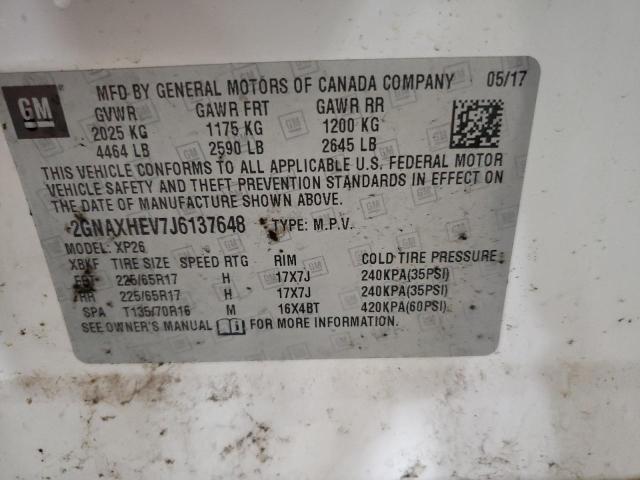 GM
MFD BY GENERAL MOTORS OF CANADA COMPANY 05/17
GVWR GAWR FRT GAWR RR
2025 KG 1175 KG 1200 KG
4464 LB 2590 LB 2645 LB
THIS VEHICLE CONFORMS TO ALL APPLICABLE U.S. FEDERAL MOTOR
VEHICLE SAFETY AND THEFT PREVENTION STANDARDS IN EFFECT ON
THE DATE OF MANUFACTURE SHOWN ABOVE.
2GNAXHEV7J6137648 TYPE: M.P.V.
MODEL: XP26
XBKF TIRE SIZE SPEED RTG RIM COLD TIRE PRESSURE
FRT 225/65R17 H 17X7J 240KPA(35PSI)
RR 225/65R17 H 17X7J 240KPA(35PSI)
SPA T135/70R16 M 16X4BT 420KPA(60PSI)
SEE OWNER'S MANUAL FOR MORE INFORMATION.